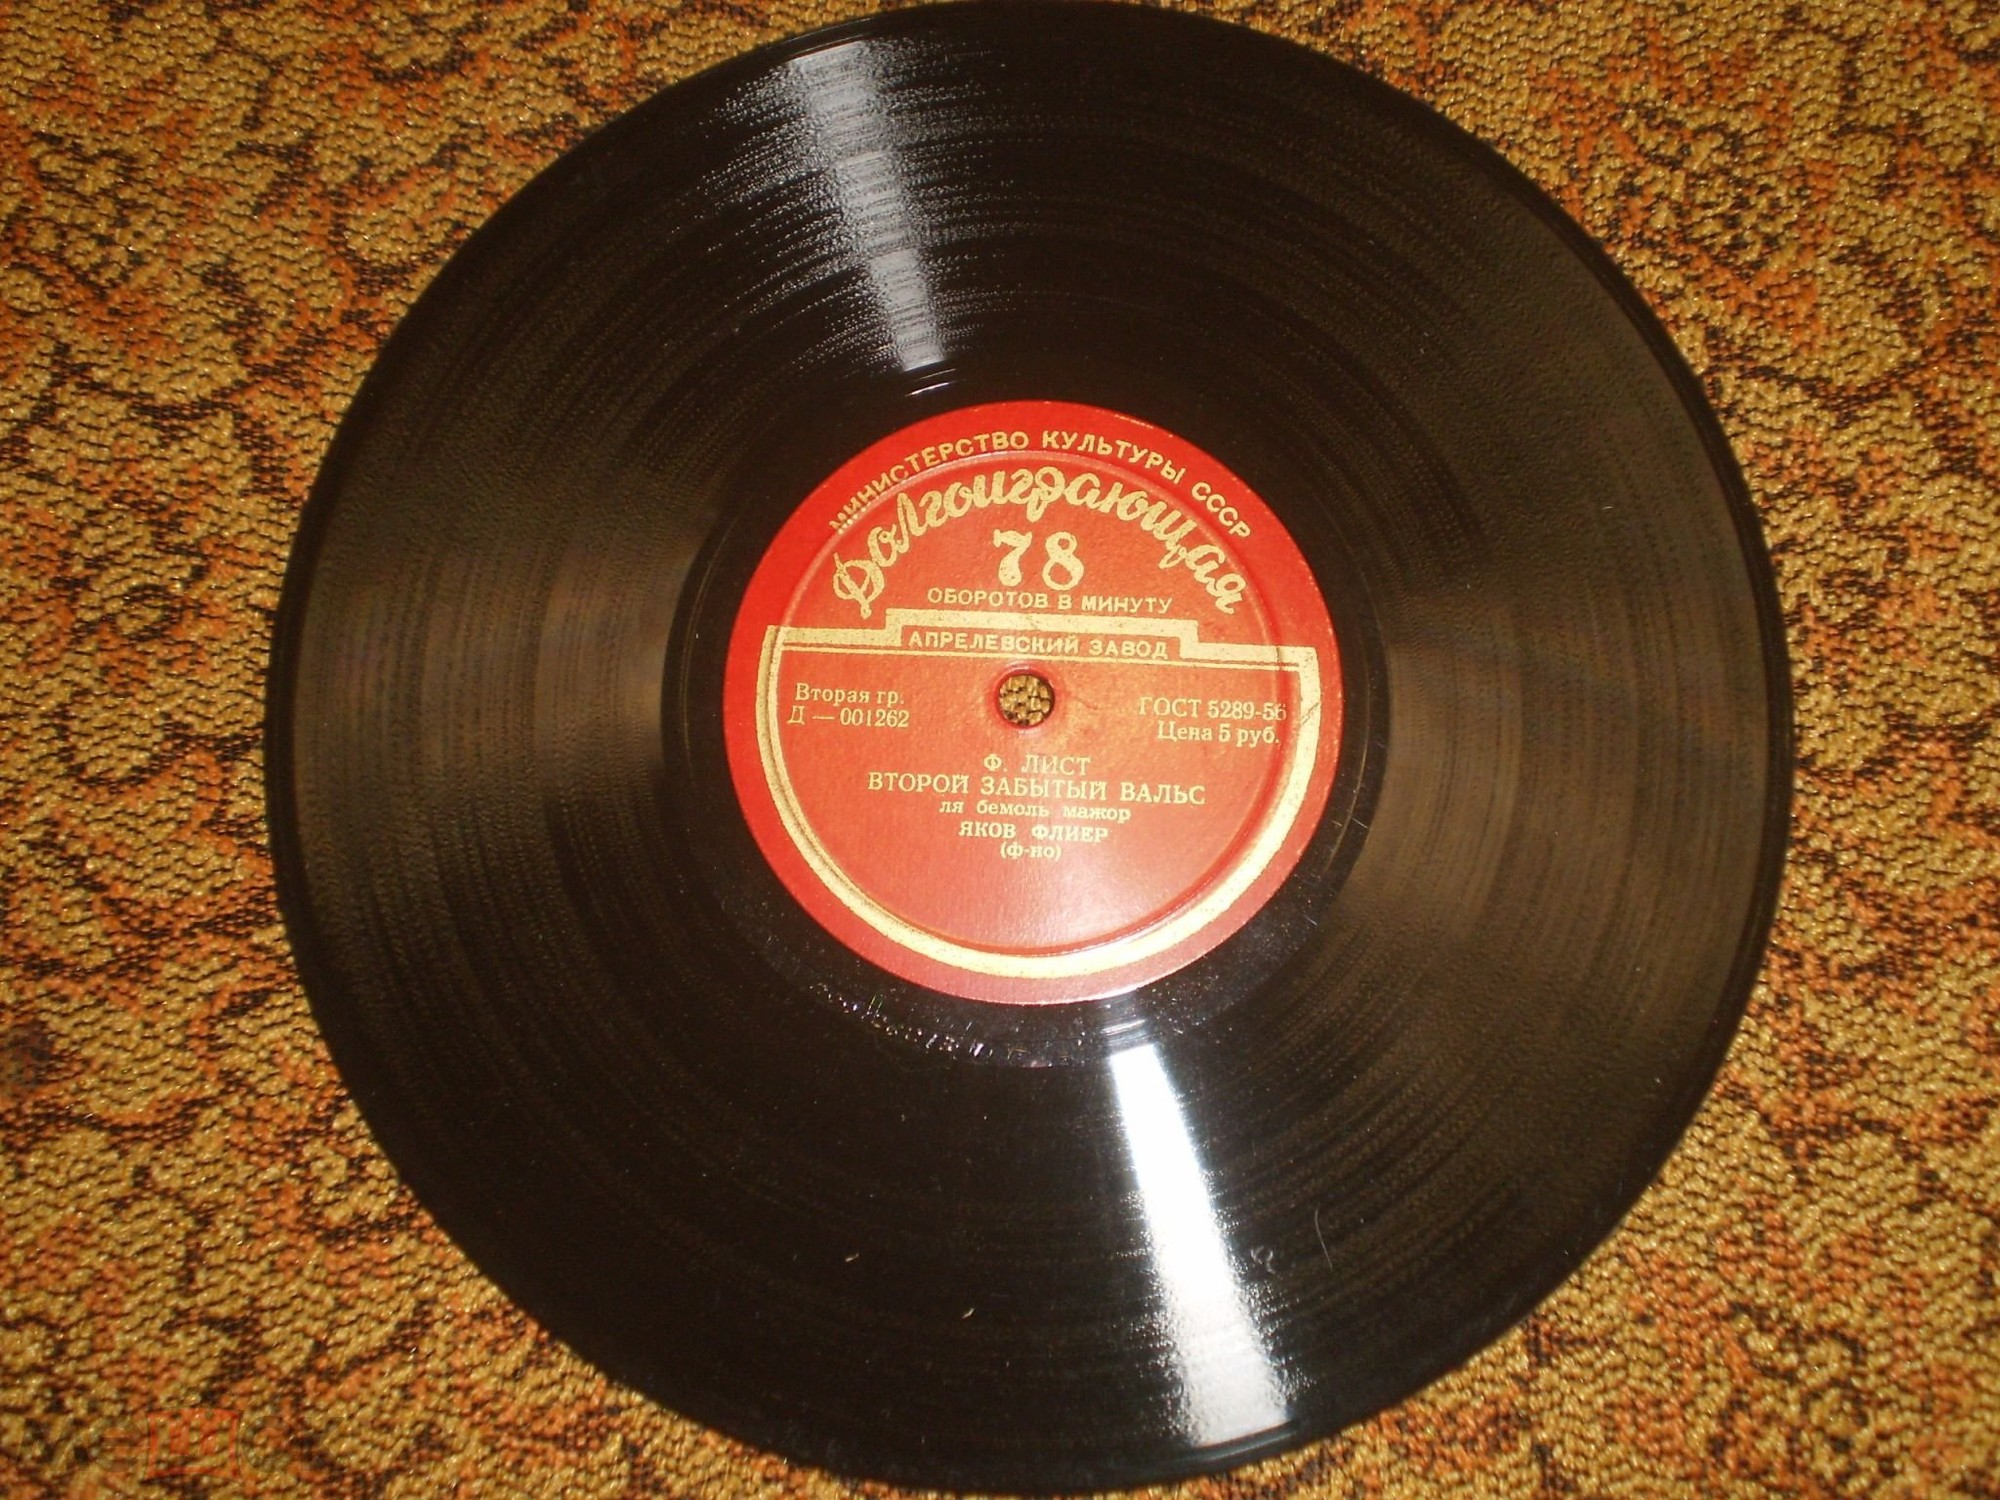 МИНИСТЕРСТВО КУЛЬТУРЫ СССР
Долгоиграющая
78
ОБОРОТОВ В МИНУТУ
АПРЕЛЕВСКИЙ ЗАВОД
Вторая гр.
Д — 001262
ГОСТ 5289-56
Цена 5 руб.
Ф. ЛИСТ
ВТОРОЙ ЗАБЫТЫЙ ВАЛЬС
ля бемоль мажор
ЯКОВ ФЛИЕР
(ф-но)